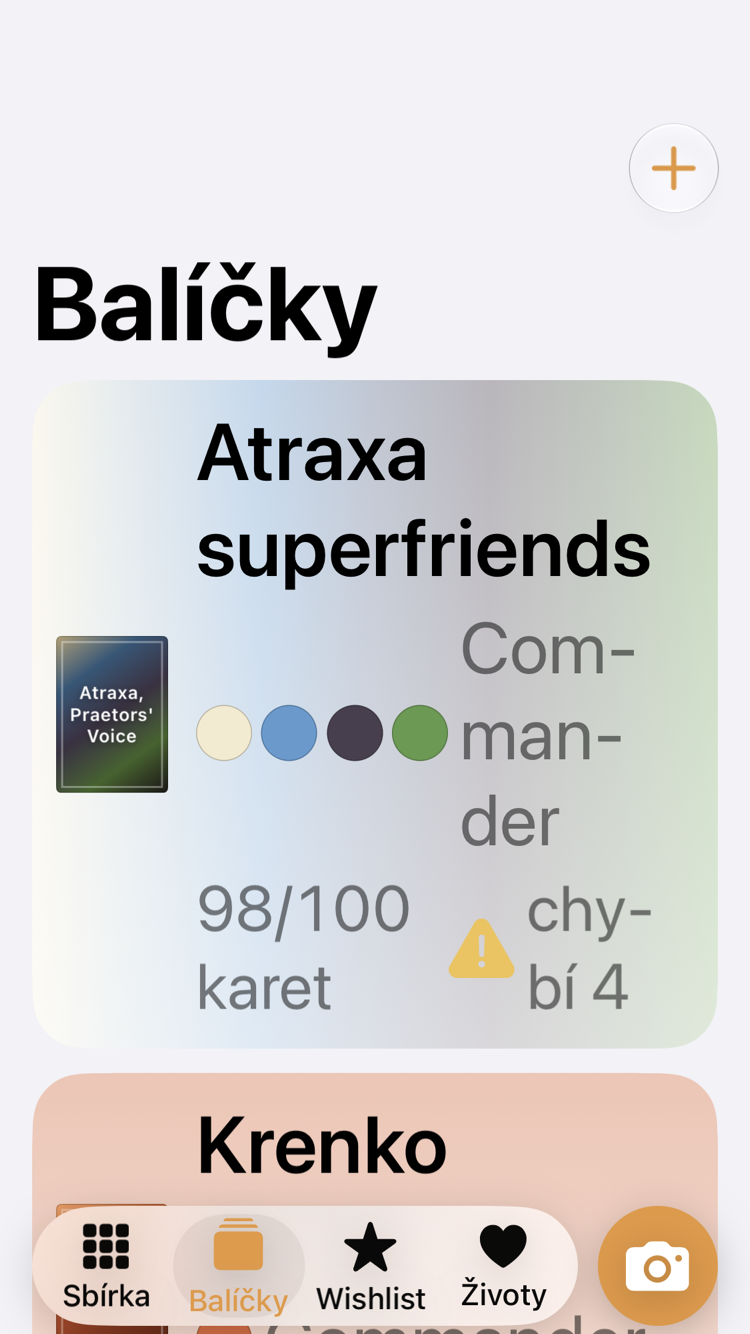 Balíčky
Atraxa
superfriends
Atraxa,
Praetors'
Voice
Com-
man-
der
98/100
karet
chy-
bí 4
Krenko
Commander
Sbírka
Balíčky
Wishlist
Životy